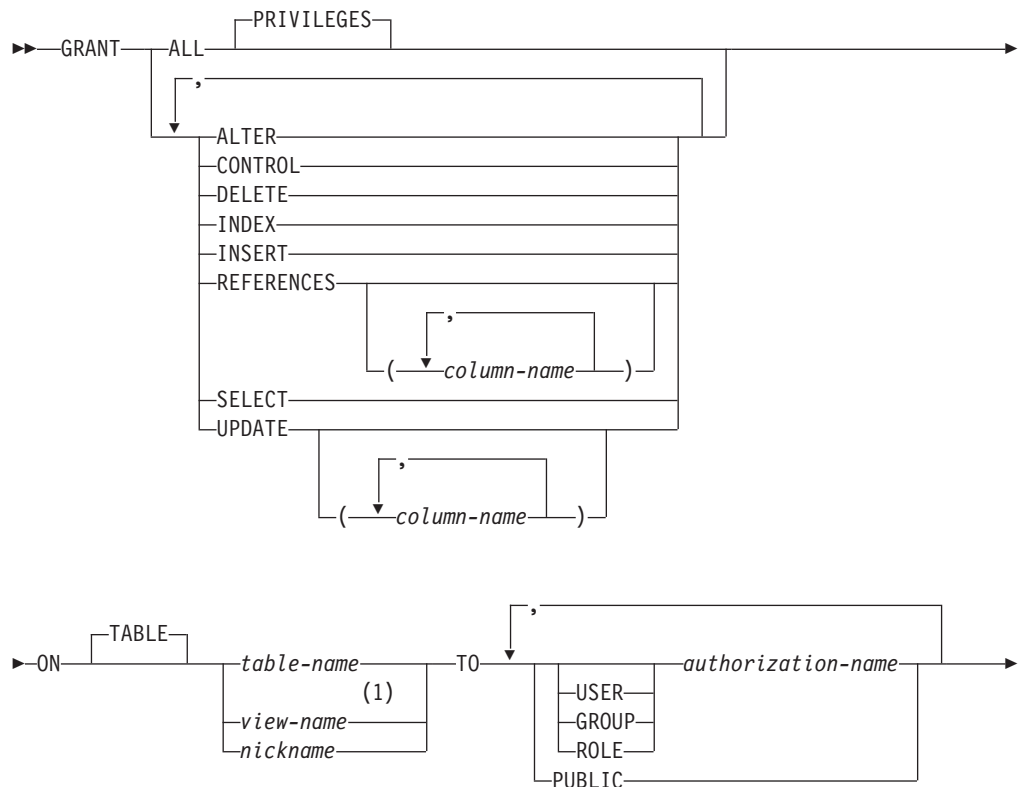 PRIVILEGES
GRANT ALL
,
ALTER
CONTROL
DELETE
INDEX
INSERT
REFERENCES
,
( column-name )
SELECT
UPDATE
,
( column-name )
,
TABLE
ON table-name TO authorization-name
(1) USER
view-name GROUP
nickname ROLE
PUBLIC